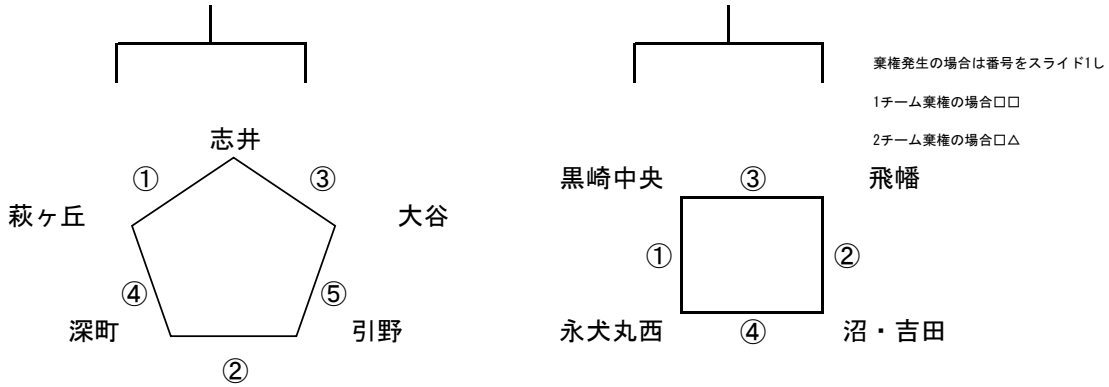 棄権発生の場合は番号をスライド1し
1チーム棄権の場合□□
2チーム棄権の場合□△
志井
① ③
萩ヶ丘 大谷
④ ⑤
深町 引野
②
黒崎中央 ③ 飛幡
① ②
永犬丸西 ④ 沼・吉田